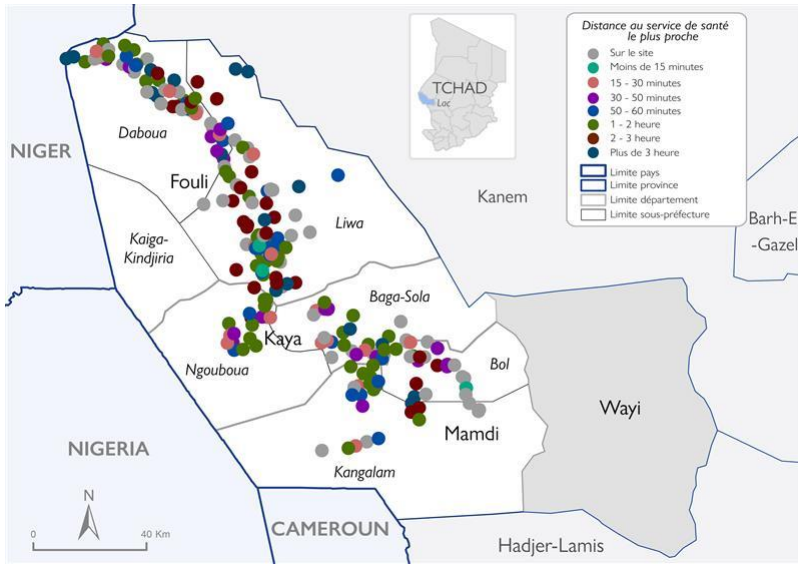 Distance au service de santé
le plus proche
Sur le site
Moins de 15 minutes
15 - 30 minutes
30 - 50 minutes
50 - 60 minutes
1 - 2 heure
2 - 3 heure
Plus de 3 heure
Limite pays
Limite province
Limite département
Limite sous-préfecture
TCHAD
Lac
Daboua
NIGER
Fouli
Kanem
Liwa
Barh-E
-Gazel
Kaiga-
Kindjiria
Baga-Sola
Kaya
Bol
Ngouboua
Wayi
Mamdi
NIGERIA
Kangalam
N
0 40 Km
CAMEROUN
Hadjer-Lamis